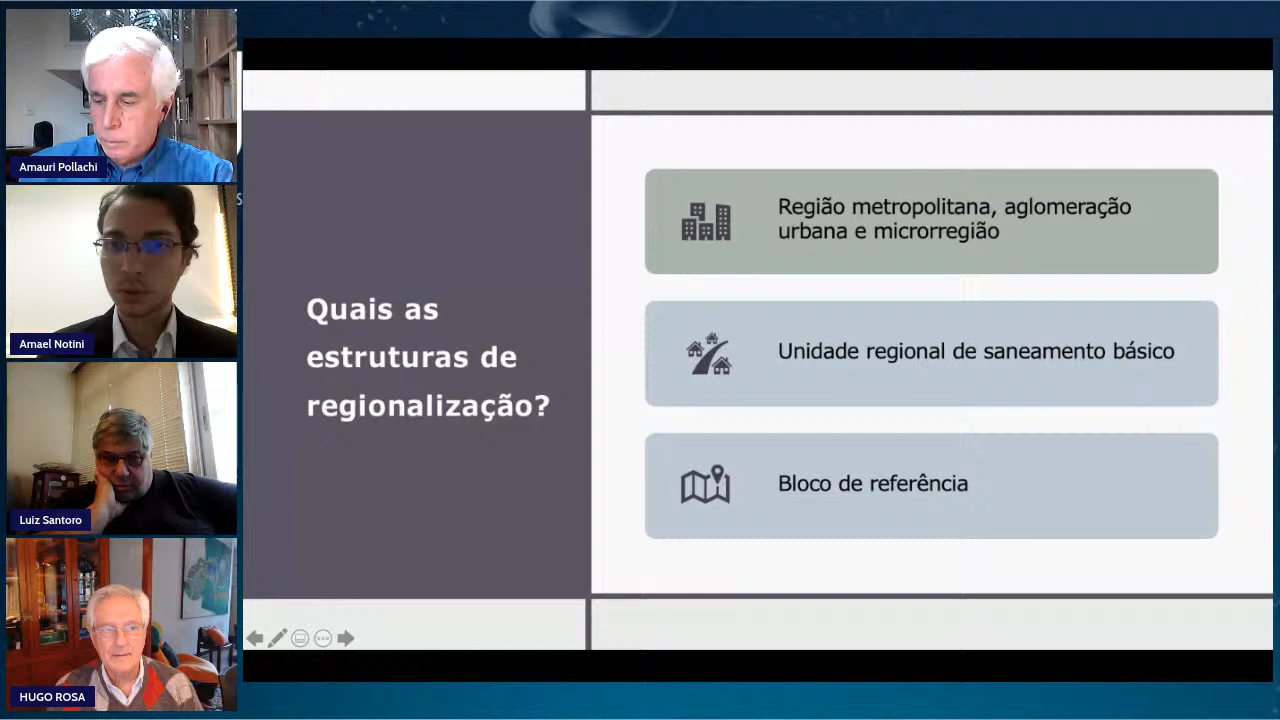 Amauri Pollachi
Amael Notini
Luiz Santoro
HUGO ROSA
Quais as
estruturas de
regionalização?
Região metropolitana, aglomeração
urbana e microrregião
Unidade regional de saneamento básico
Bloco de referência